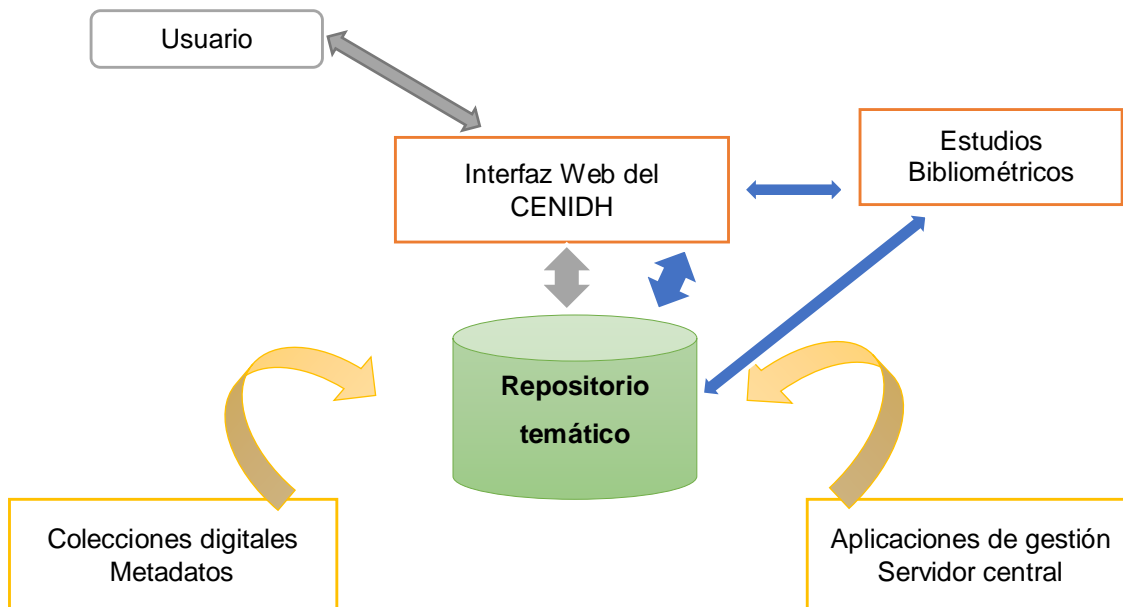 Usuario
Estudios
Bibliométricos
Interfaz Web del
CENIDH
Repositorio
temático
Colecciones digitales
Metadatos
Aplicaciones de gestión
Servidor central